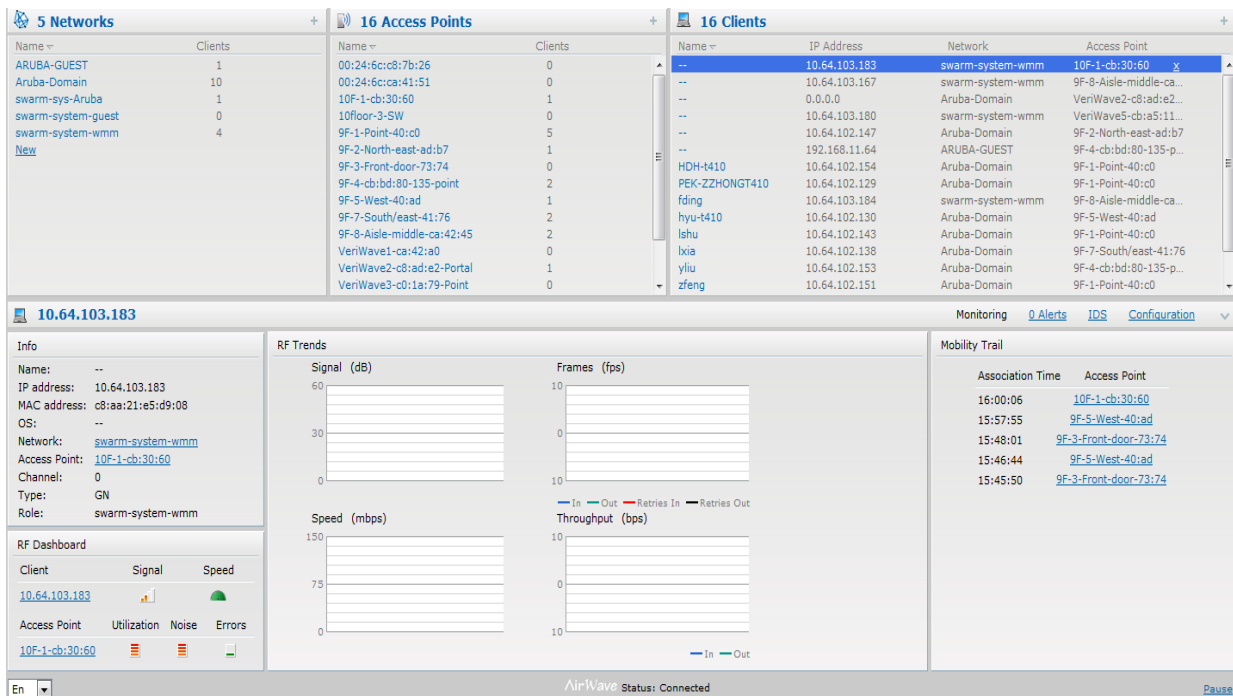 5 Networks +
Name Clients
ARUBA-GUEST 1
Aruba-Domain 10
swarm-sys-Aruba 1
swarm-system-guest 0
swarm-system-wmm 4
New
16 Access Points +
Name Clients
00:24:6c:c8:7b:26 0
00:24:6c:ca:41:51 0
10F-1-cb:30:60 1
10floor-3-SW 0
9F-1-Point-40:c0 5
9F-2-North-east-ad:b7 1
9F-3-Front-door-73:74 0
9F-4-cb:bd:80-135-point 2
9F-5-West-40:ad 1
9F-7-South/east-41:76 2
9F-8-Aisle-middle-ca:42:45 2
VeriWave1-ca:42:a0 0
VeriWave2-c8:ad:e2-Portal 1
VeriWave3-c0:1a:79-Point 0
16 Clients +
Name IP Address Network Access Point
-- 10.64.103.183 swarm-system-wmm 10F-1-cb:30:60 x
-- 10.64.103.167 swarm-system-wmm 9F-8-Aisle-middle-ca...
-- 0.0.0.0 Aruba-Domain VeriWave2-c8:ad:e2...
-- 10.64.103.180 swarm-system-wmm VeriWave5-cb:a5:11...
-- 10.64.102.147 Aruba-Domain 9F-2-North-east-ad:b7
-- 192.168.11.64 ARUBA-GUEST 9F-4-cb:bd:80-135-p...
HDH-t410 10.64.102.154 Aruba-Domain 9F-1-Point-40:c0
PEK-ZZHONGT410 10.64.102.129 Aruba-Domain 9F-1-Point-40:c0
fding 10.64.103.184 swarm-system-wmm 9F-8-Aisle-middle-ca...
hyu-t410 10.64.102.130 Aruba-Domain 9F-5-West-40:ad
lshu 10.64.102.143 Aruba-Domain 9F-1-Point-40:c0
lxia 10.64.102.138 Aruba-Domain 9F-7-South/east-41:76
yliu 10.64.102.153 Aruba-Domain 9F-4-cb:bd:80-135-p...
zfeng 10.64.102.151 Aruba-Domain 9F-1-Point-40:c0
10.64.103.183 Monitoring 0 Alerts IDS Configuration
Info
Name: --
IP address: 10.64.103.183
MAC address: c8:aa:21:e5:d9:08
OS: --
Network: swarm-system-wmm
Access Point: 10F-1-cb:30:60
Channel: 0
Type: GN
Role: swarm-system-wmm
RF Dashboard
Client Signal Speed
10.64.103.183
Access Point Utilization Noise Errors
10F-1-cb:30:60
RF Trends
Signal (dB)
60
30
0
Frames (fps)
10
0
10
In Out Retries In Retries Out
Speed (mbps)
150
75
0
Throughput (bps)
10
0
10
In Out
Mobility Trail
Association Time Access Point
16:00:06 10F-1-cb:30:60
15:57:55 9F-5-West-40:ad
15:48:01 9F-3-Front-door-73:74
15:46:44 9F-5-West-40:ad
15:45:50 9F-3-Front-door-73:74
En AirWave Status: Connected Pause